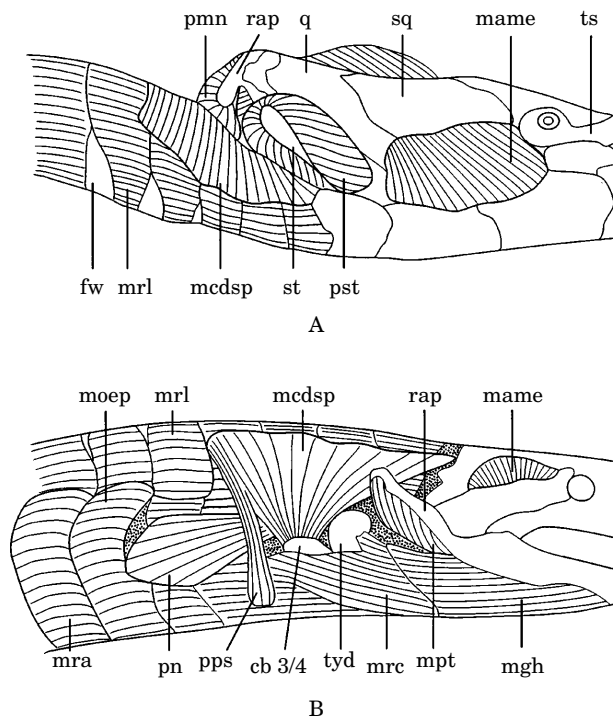 pmn rap q sq mame ts
fw mrl mcdsp st pst
A
moep mrl mcdsp rap mame
mra pn pps cb 3/4 tyd mrc mpt mgh
B